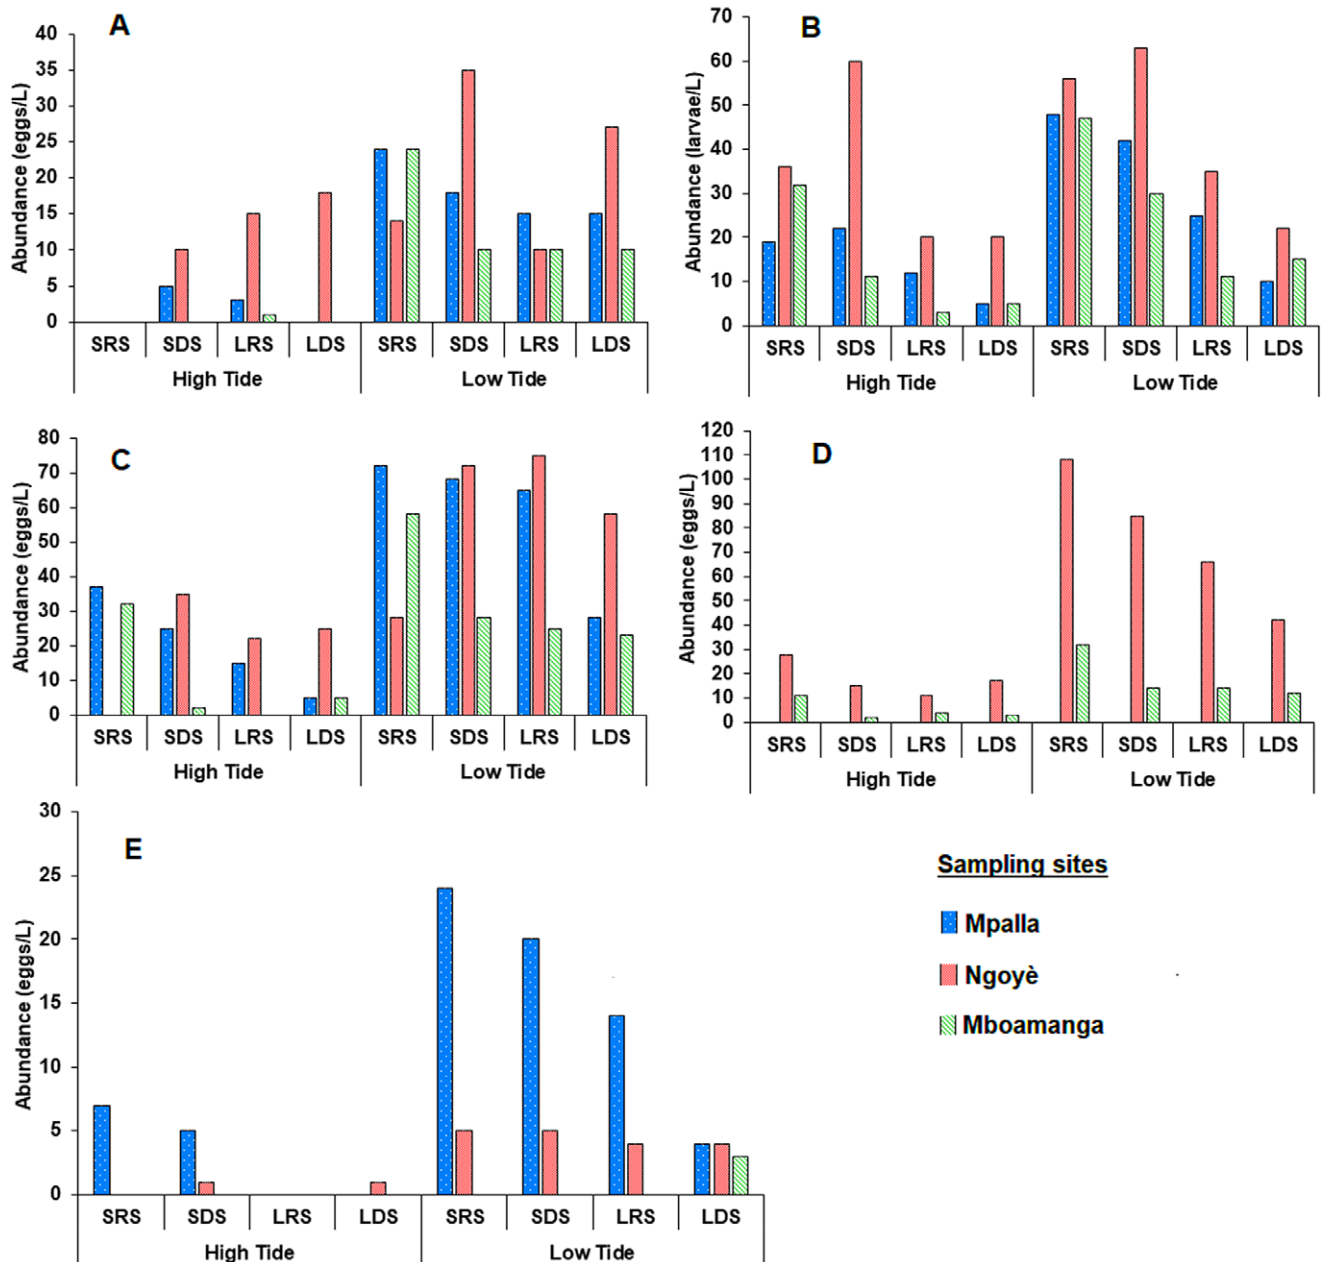 A
Abundance (eggs/L)
40
35
30
25
20
15
10
5
0
SRS SDS LRS LDS SRS SDS LRS LDS
High Tide Low Tide
B
Abundance (larvae/L)
70
60
50
40
30
20
10
0
SRS SDS LRS LDS SRS SDS LRS LDS
High Tide Low Tide
C
Abundance (eggs/L)
80
70
60
50
40
30
20
10
0
SRS SDS LRS LDS SRS SDS LRS LDS
High Tide Low Tide
D
Abundance (eggs/L)
120
110
100
90
80
70
60
50
40
30
20
10
0
SRS SDS LRS LDS SRS SDS LRS LDS
High Tide Low Tide
E
Abundance (eggs/L)
30
25
20
15
10
5
0
SRS SDS LRS LDS SRS SDS LRS LDS
High Tide Low Tide
Sampling sites
Mpalla
Ngoyè
Mboamanga